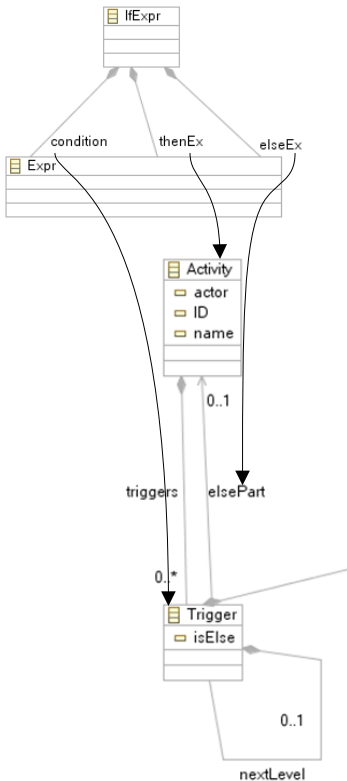 IfExpr
condition
thenEx
elseEx
Expr
Activity
actor
ID
name
0..1
triggers
elsePart
0..*
Trigger
isElse
0..1
nextLevel